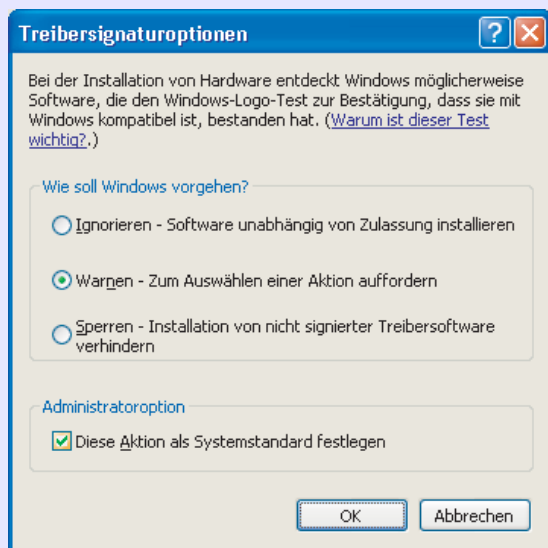 Treibersignaturoptionen
Bei der Installation von Hardware entdeckt Windows möglicherweise
Software, die den Windows-Logo-Test zur Bestätigung, dass sie mit
Windows kompatibel ist, bestanden hat. (Warum ist dieser Test
wichtig?.)
Wie soll Windows vorgehen?
Ignorieren - Software unabhängig von Zulassung installieren
Warnen - Zum Auswählen einer Aktion auffordern
Sperren - Installation von nicht signierter Treibersoftware
verhindern
Administratoroption
Diese Aktion als Systemstandard festlegen
OK
Abbrechen